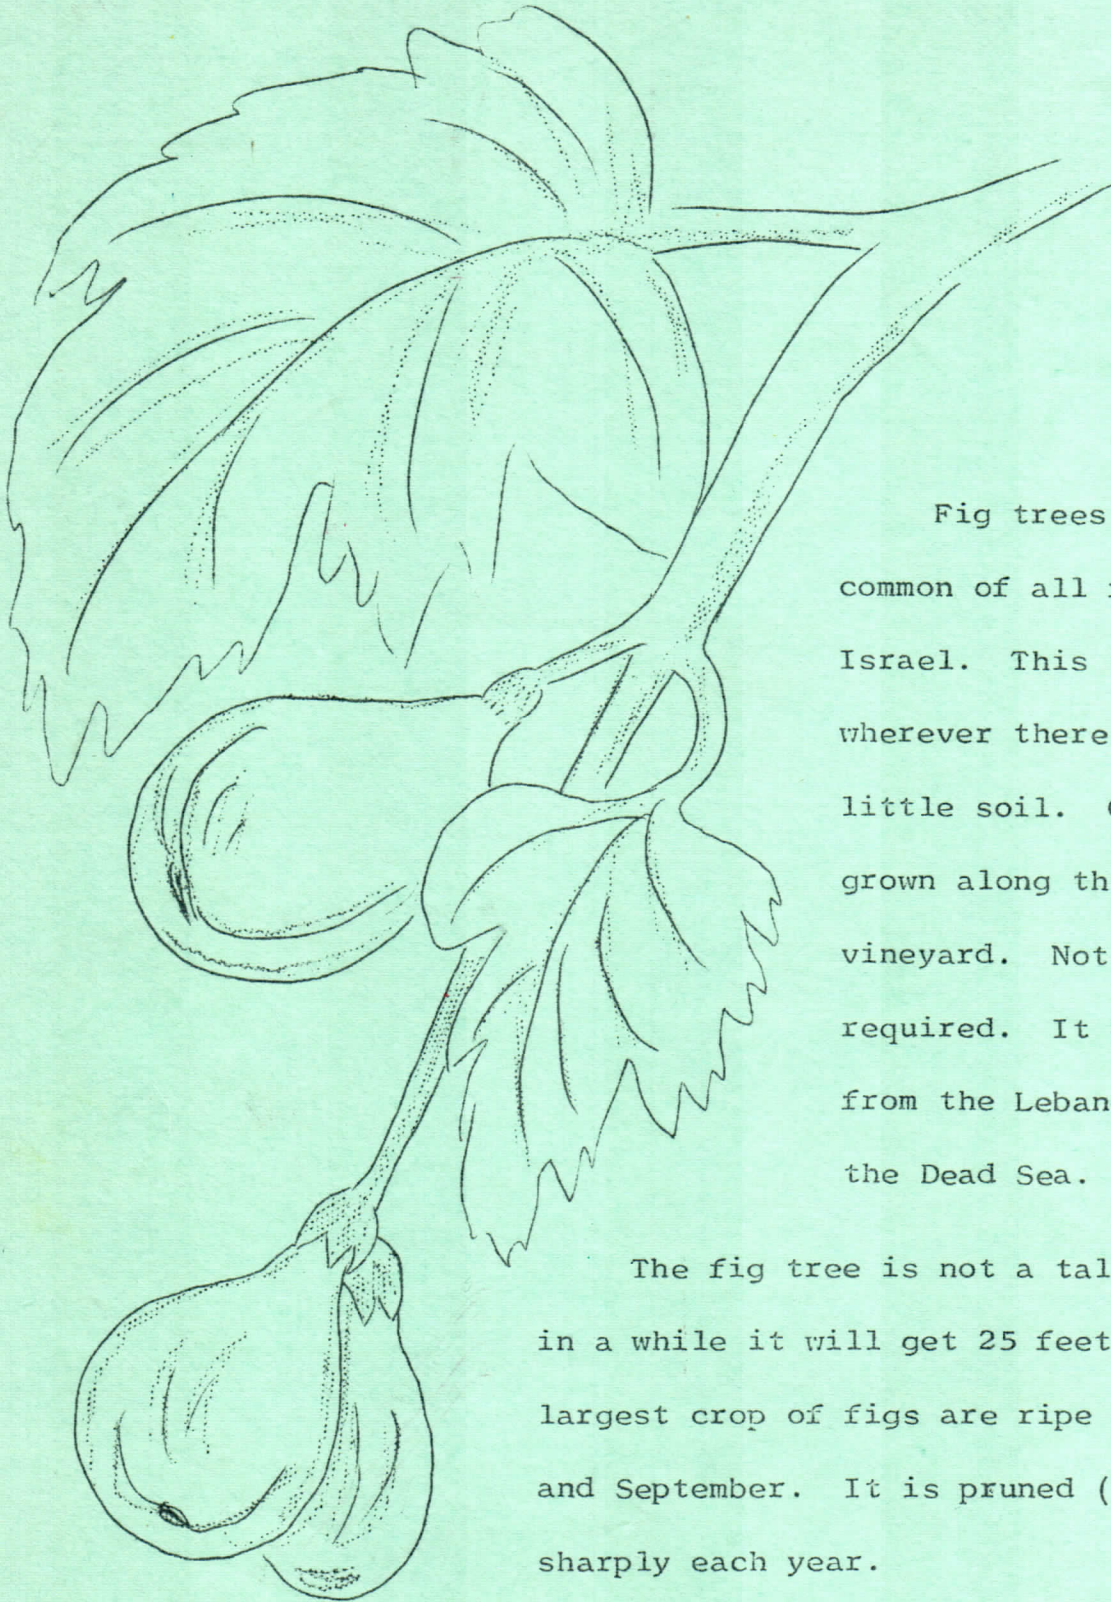 Fig trees
common of all
Israel.  This
wherever there
little soil.
grown along th
vineyard.  Not
required.  It
from the Leban
the Dead Sea.
The fig tree is not a tal
in a while it will get 25 feet
largest crop of figs are ripe
and September.  It is pruned (
sharply each year.